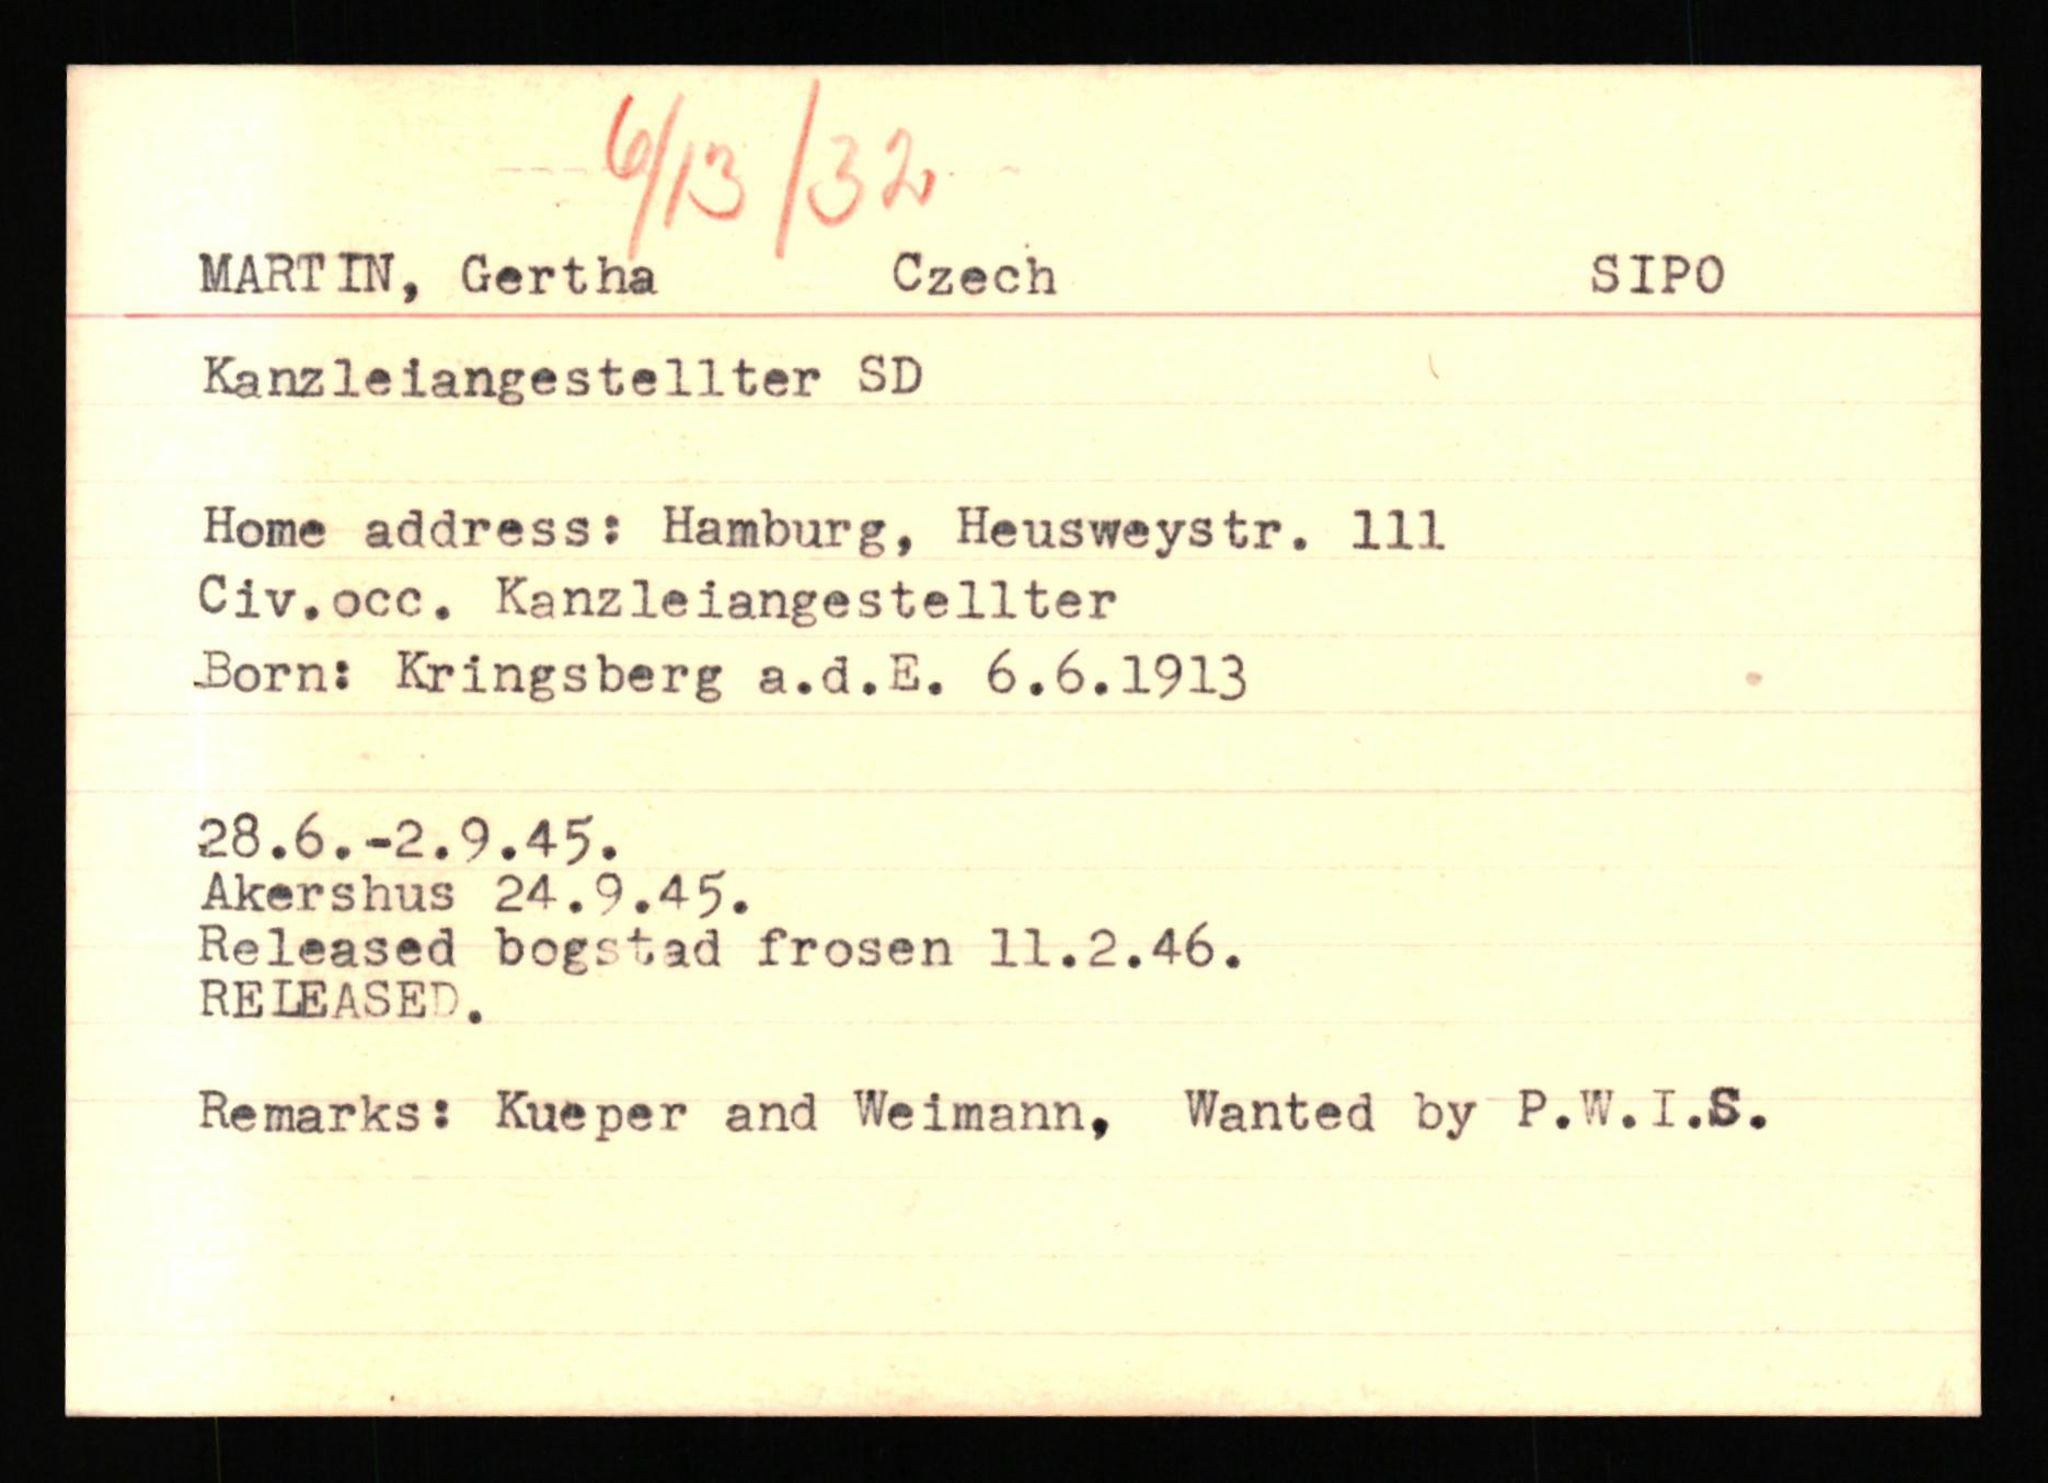 6/13/32
MARTIN, Gertha Czech SIPO
Kanzleiangestellter SD
Home address: Hamburg, Heusweystr. 111
Civ.occ. Kanzleiangestellter
Born: Kringsberg a.d.E. 6.6.1913
28.6.-2.9.45.
Akershus 24.9.45.
Released bogstad frosen 11.2.46.
RELEASED.
Remarks: Kueper and Weimann, Wanted by P.W.I.S.